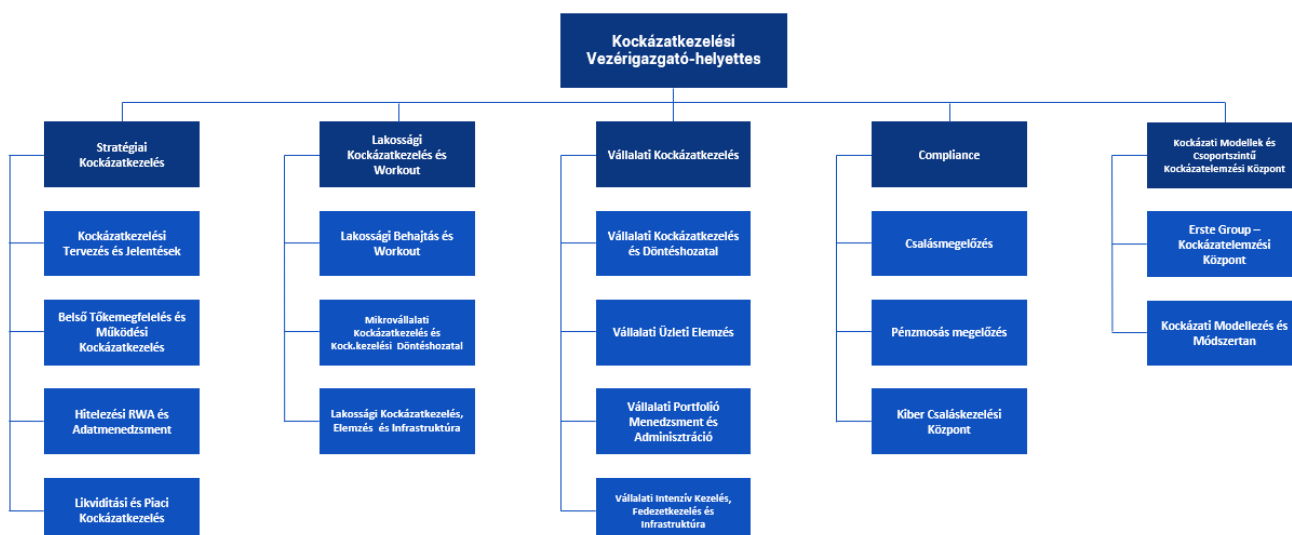 Kockázatkezelési
Vezérigazgató-helyettes
Stratégiai
Kockázatkezelés
Kockázatkezelési
Tervezés és Jelentések
Belső Tőkemegfelelés és
Működési
Kockázatkezelés
Hitelezési RWA és
Adatmenedzsment
Likviditási és Piaci
Kockázatkezelés
Lakossági
Kockázatkezelés és
Workout
Lakossági Behajtás és
Workout
Mikrovállalati
Kockázatkezelés és
Kock.kezelési Döntéshozatal
Lakossági Kockázatkezelés,
Elemzés és Infrastruktúra
Vállalati Kockázatkezelés
Vállalati Kockázatkezelés
és Döntéshozatal
Vállalati Üzleti Elemzés
Vállalati Portfolió
Menedzsment és
Adminisztráció
Vállalati Intenzív Kezelés,
Fedezetkezelés és
Infrastruktúra
Compliance
Csalásmegelőzés
Pénzmosás megelőzés
Kiber Csaláskezelési
Központ
Kockázati Modellek és
Csoportszintű
Kockázatelemzési Központ
Erste Group –
Kockázatelemzési
Központ
Kockázati Modellezés és
Módszertan